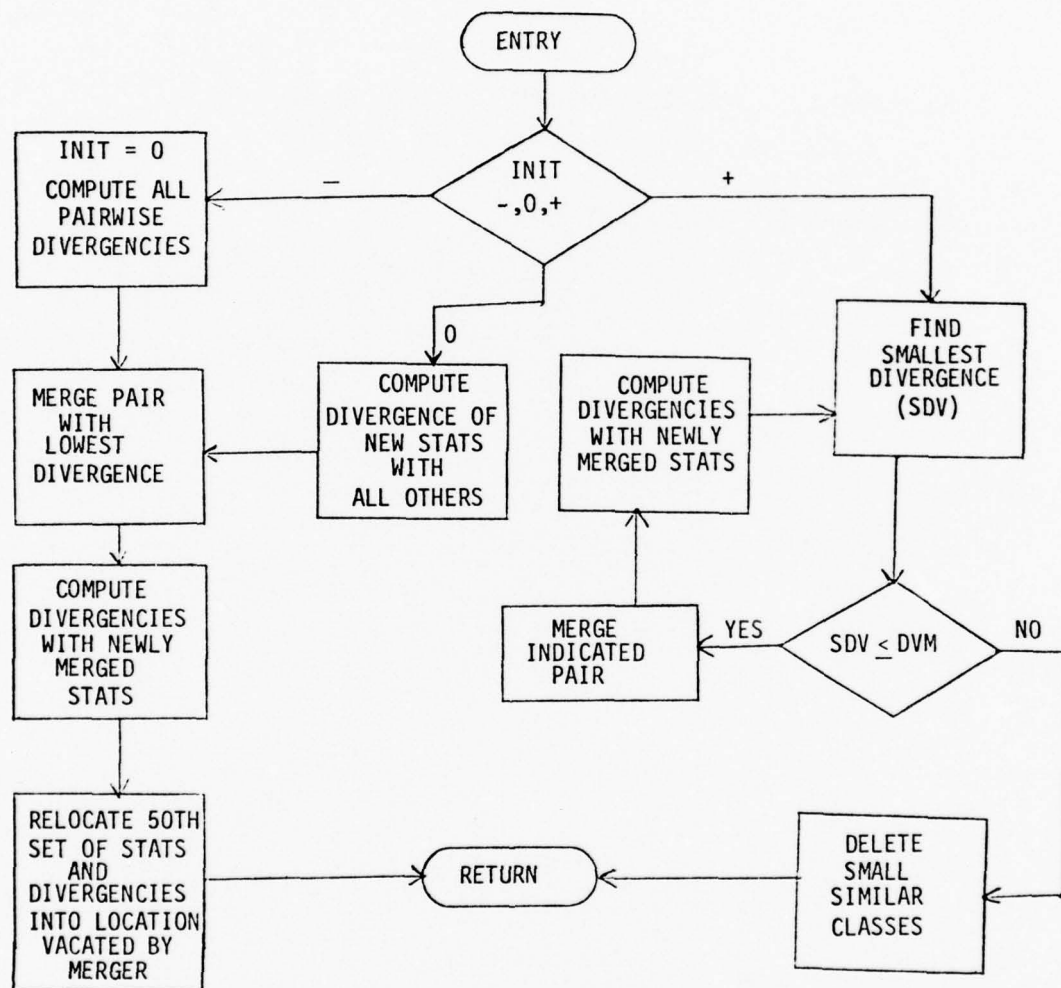 ENTRY
INIT
-,0,+
—
+
0
INIT = 0
COMPUTE ALL
PAIRWISE
DIVERGENCIES
MERGE PAIR
WITH
LOWEST
DIVERGENCE
COMPUTE
DIVERGENCE OF
NEW STATS
WITH
ALL OTHERS
COMPUTE
DIVERGENCIES
WITH NEWLY
MERGED STATS
FIND
SMALLEST
DIVERGENCE
(SDV)
COMPUTE
DIVERGENCIES
WITH NEWLY
MERGED
STATS
MERGE
INDICATED
PAIR
YES
SDV ≤ DVM
NO
RELOCATE 50TH
SET OF STATS
AND
DIVERGENCIES
INTO LOCATION
VACATED BY
MERGER
RETURN
DELETE
SMALL
SIMILAR
CLASSES